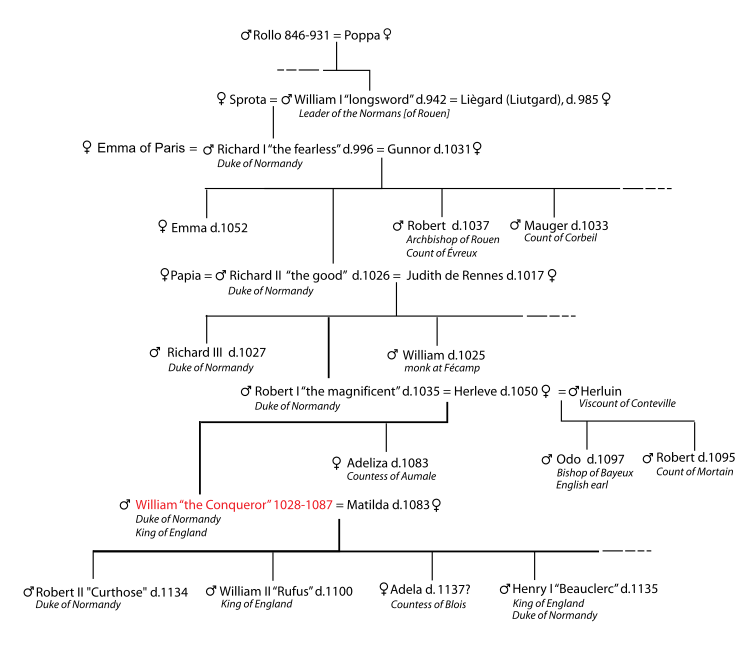 ♂Rollo 846-931 = Poppa ♀
♀ Sprota = ♂ William I “longsword” d.942 = Liègard (Liutgard), d. 985 ♀
Leader of the Normans [of Rouen]
♀ Emma of Paris = ♂ Richard I “the fearless” d.996 = Gunnor d.1031 ♀
Duke of Normandy
♀ Emma d.1052
♂ Robert d.1037
Archbishop of Rouen
Count of Évreux
♂ Mauger d.1033
Count of Corbeil
♀Papia = ♂ Richard II “the good” d.1026 = Judith de Rennes d.1017 ♀
Duke of Normandy
♂ Richard III d.1027
Duke of Normandy
♂ William d.1025
monk at Fécamp
♂ Robert I “the magnificent” d.1035 = Herleve d.1050 ♀ = ♂Herluin
Duke of Normandy
Viscount of Conteville
♀ Adeliza d.1083
Countess of Aumale
♂ Odo d.1097
Bishop of Bayeux
English earl
♂ Robert d.1095
Count of Mortain
♂ William “the Conqueror” 1028-1087 = Matilda d.1083 ♀
Duke of Normandy
King of England
♂Robert II "Curthose" d.1134
Duke of Normandy
♂ William II “Rufus” d.1100
King of England
♀Adela d. 1137?
Countess of Blois
♂Henry I “Beauclerc” d.1135
King of England
Duke of Normandy